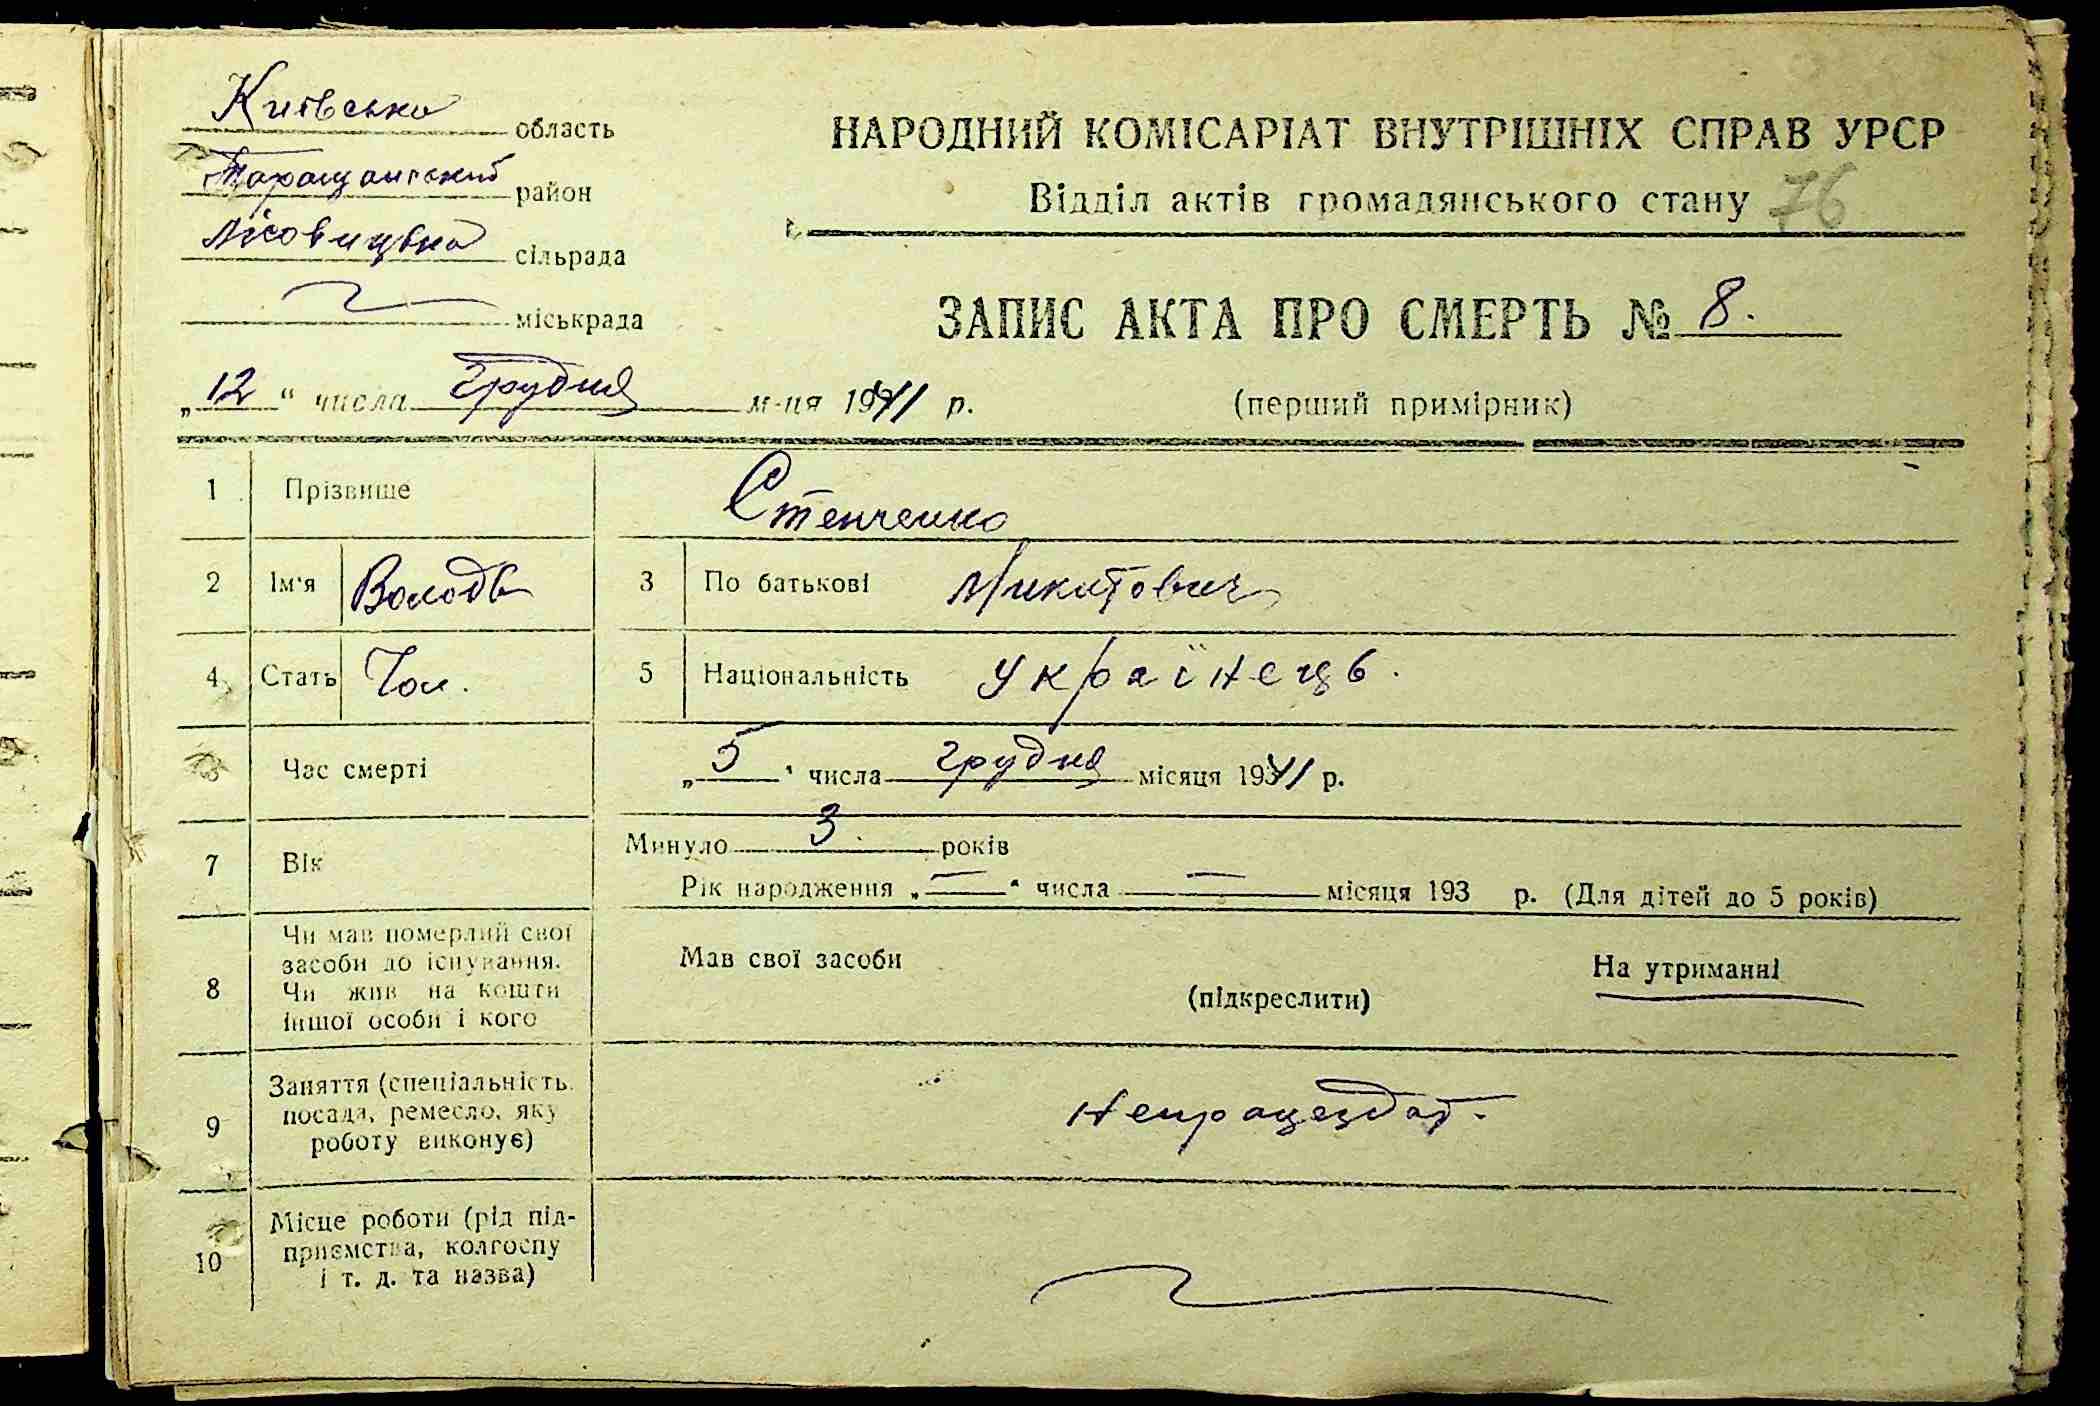 Київська область
Таращанський район
Лісовицька сільрада
міськрада
НАРОДНИЙ КОМІСАРІАТ ВНУТРІШНІХ СПРАВ УРСР
Відділ актів громадянського стану 76
ЗАПИС АКТА ПРО СМЕРТЬ № 8.
„12“ числа Грудня м-ця 1941 р.
(перший примірник)
1 Прізвище Стенченко
2 Ім'я Волод 3 По батькові Микитович
4 Стать Чол. 5 Національність Українець.
Час смерті „5“ числа грудня місяця 1941 р.
7 Вік Минуло 3 років
Рік народження „—“ числа — місяця 193 р. (Для дітей до 5 років)
8 Чи мав померлий свої
засоби до існування.
Чи жив на кошти
іншої особи і кого
Мав свої засоби
(підкреслити)
На утриманні
9 Заняття (спеціальність,
посада, ремесло, яку
роботу виконує)
Непрацездат.
10 Місце роботи (рід під-
приємства, колгоспу
і т. д. та назва)